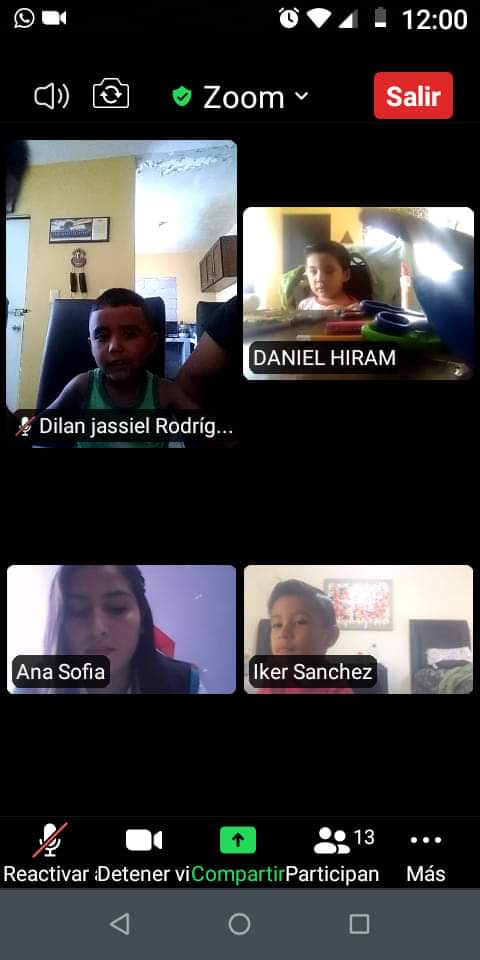 12:00
Zoom
Salir
DANIEL HIRAM
Dilan jassiel Rodríg...
Ana Sofia
Iker Sanchez
13
Reactivar Detener vi Compartir Participan Más